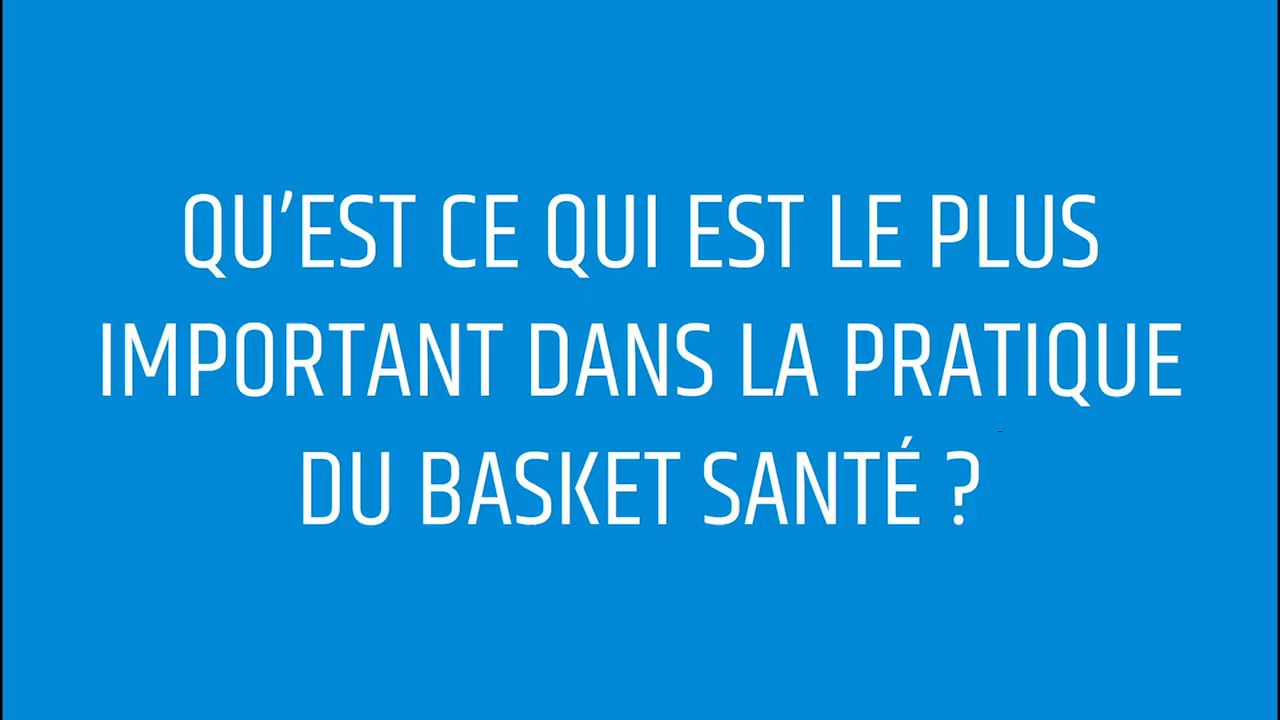 QU’EST CE QUI EST LE PLUS
IMPORTANT DANS LA PRATIQUE
DU BASKET SANTÉ ?